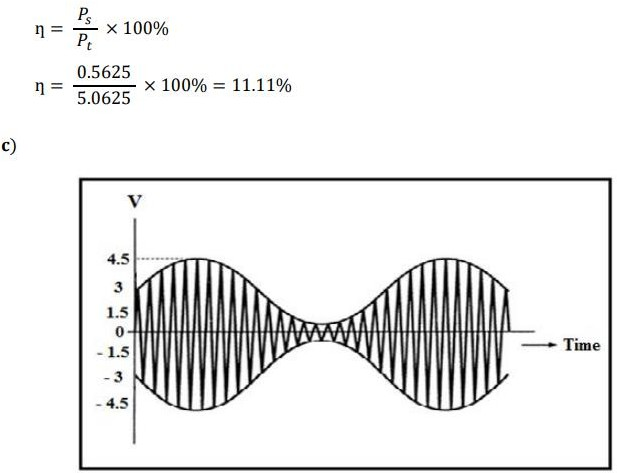 η = P_s / P_t × 100%
η = 0.5625 / 5.0625 × 100% = 11.11%
c)
V
4.5
3
1.5
0
- 1.5
Time
- 3
- 4.5